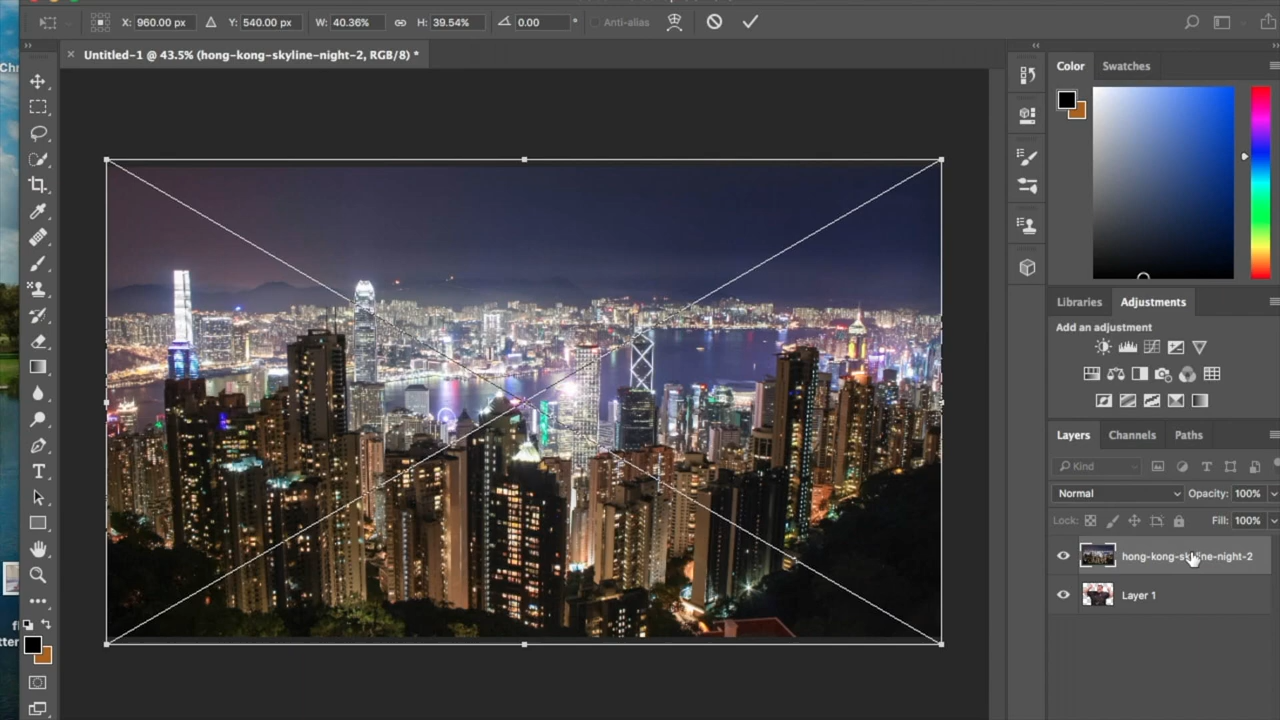 X: 960.00 px Y: 540.00 px W: 40.36% H: 39.54% 0.00 ° Anti-alias
Untitled-1 @ 43.5% (hong-kong-skyline-night-2, RGB/8) *
Chr
Color Swatches
Libraries Adjustments
Add an adjustment
Layers Channels Paths
Kind
Normal Opacity: 100%
Lock: Fill: 100%
hong-kong-skyline-night-2
Layer 1